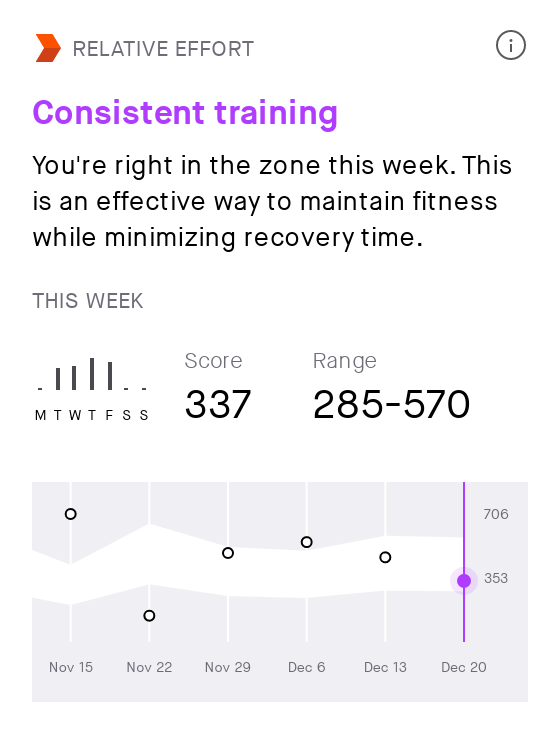 RELATIVE EFFORT
Consistent training
You're right in the zone this week. This
is an effective way to maintain fitness
while minimizing recovery time.
THIS WEEK
Score Range
337 285-570
M T W T F S S
706
353
Nov 15 Nov 22 Nov 29 Dec 6 Dec 13 Dec 20